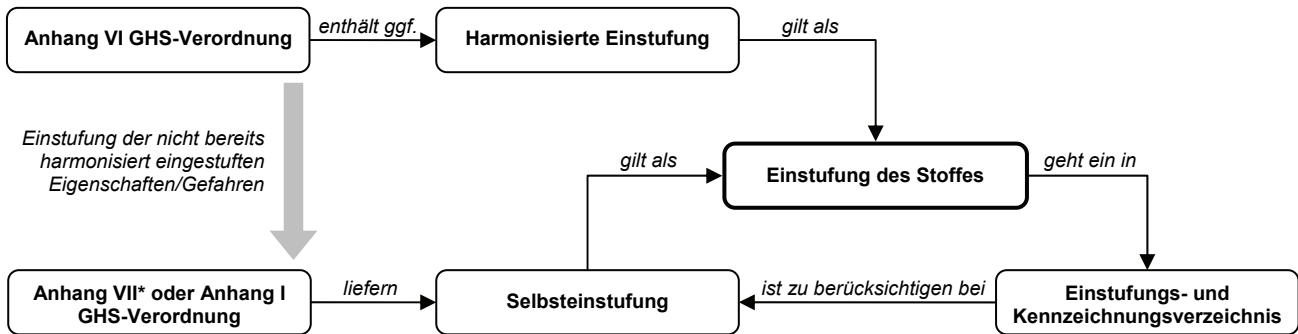 Anhang VI GHS-Verordnung
enthält ggf.
Harmonisierte Einstufung
gilt als
Einstufung der nicht bereits
harmonisiert eingestuften
Eigenschaften/Gefahren
gilt als
Einstufung des Stoffes
geht ein in
Anhang VII* oder Anhang I
GHS-Verordnung
liefern
Selbsteinstufung
ist zu berücksichtigen bei
Einstufungs- und
Kennzeichnungsverzeichnis